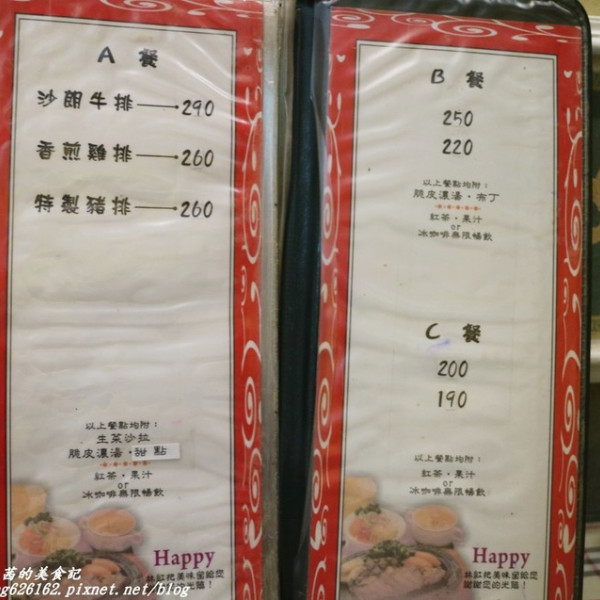 A 餐
沙朗牛排 290
香煎雞排 260
特製豬排 260
以上餐點均附：
生菜沙拉
脆皮濃湯・甜點
紅茶・果汁
or
冰咖啡無限暢飲
Happy
B 餐
250
220
以上餐點均附：
脆皮濃湯・布丁
紅茶・果汁
or
冰咖啡無限暢飲
C 餐
200
190
以上餐點均附：
紅茶・果汁
or
冰咖啡無限暢飲
Happy
茜的美食記
g626162.pixnet.net/blog